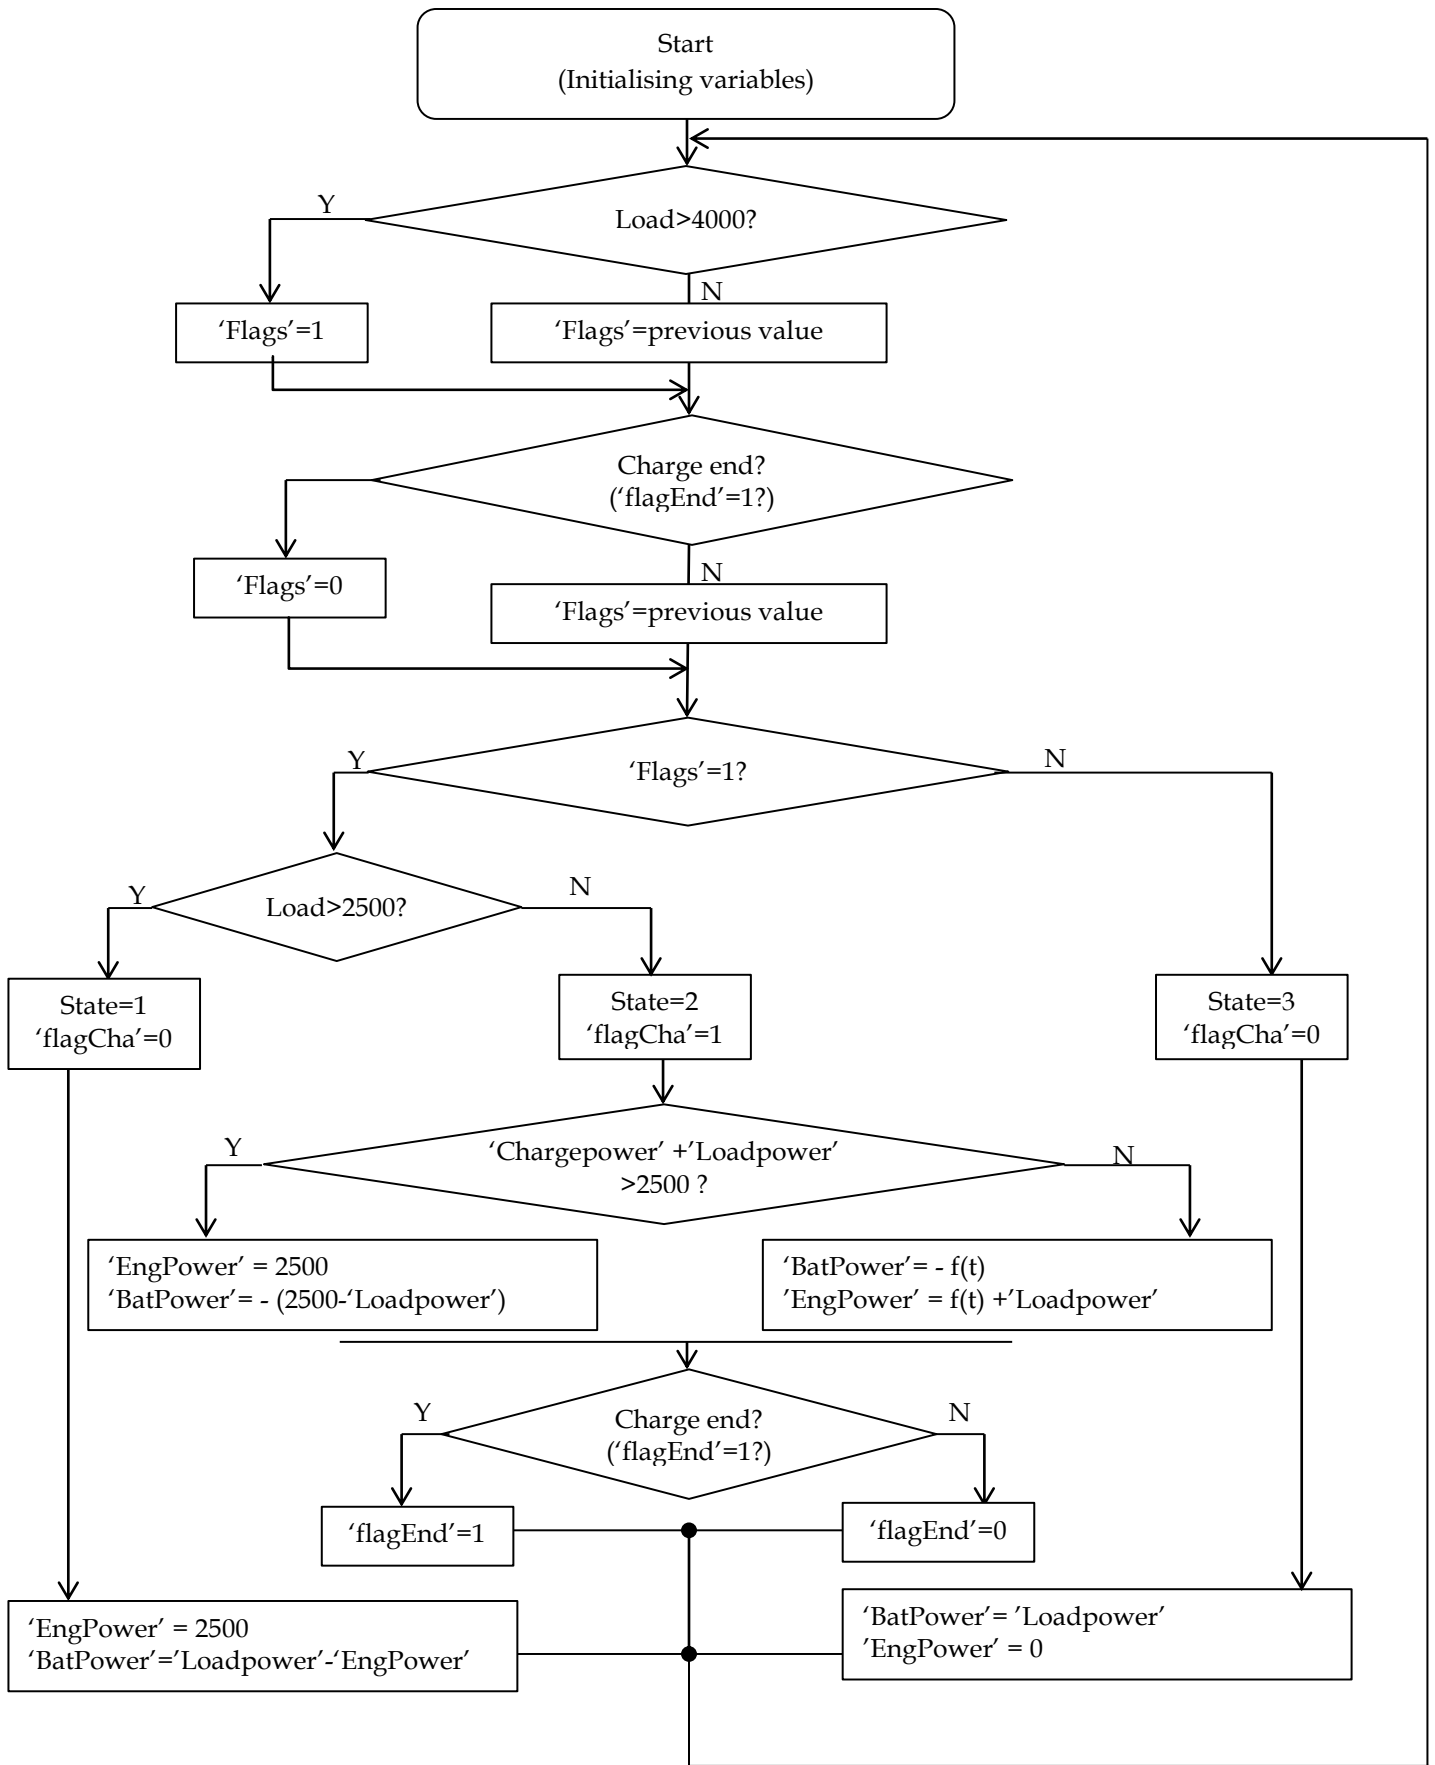 Start
(Initialising variables)
Y
Load>4000?
N
‘Flags’=1
‘Flags’=previous value
Charge end?
(‘flagEnd’=1?)
N
‘Flags’=0
‘Flags’=previous value
Y
‘Flags’=1?
N
Y
Load>2500?
N
State=1
‘flagCha’=0
State=2
‘flagCha’=1
State=3
‘flagCha’=0
Y
‘Chargepower’ +’Loadpower’
>2500 ?
N
‘EngPower’ = 2500
‘BatPower’= - (2500-‘Loadpower’)
‘BatPower’= - f(t)
’EngPower’ = f(t) +’Loadpower’
Y
Charge end?
(‘flagEnd’=1?)
N
‘flagEnd’=1
‘flagEnd’=0
‘EngPower’ = 2500
‘BatPower’=’Loadpower’-‘EngPower’
‘BatPower’= ’Loadpower’
’EngPower’ = 0